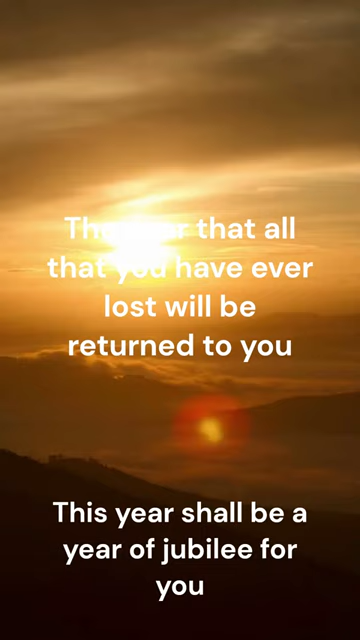 The year that all
that you have ever
lost will be
returned to you
This year shall be a
year of jubilee for
you